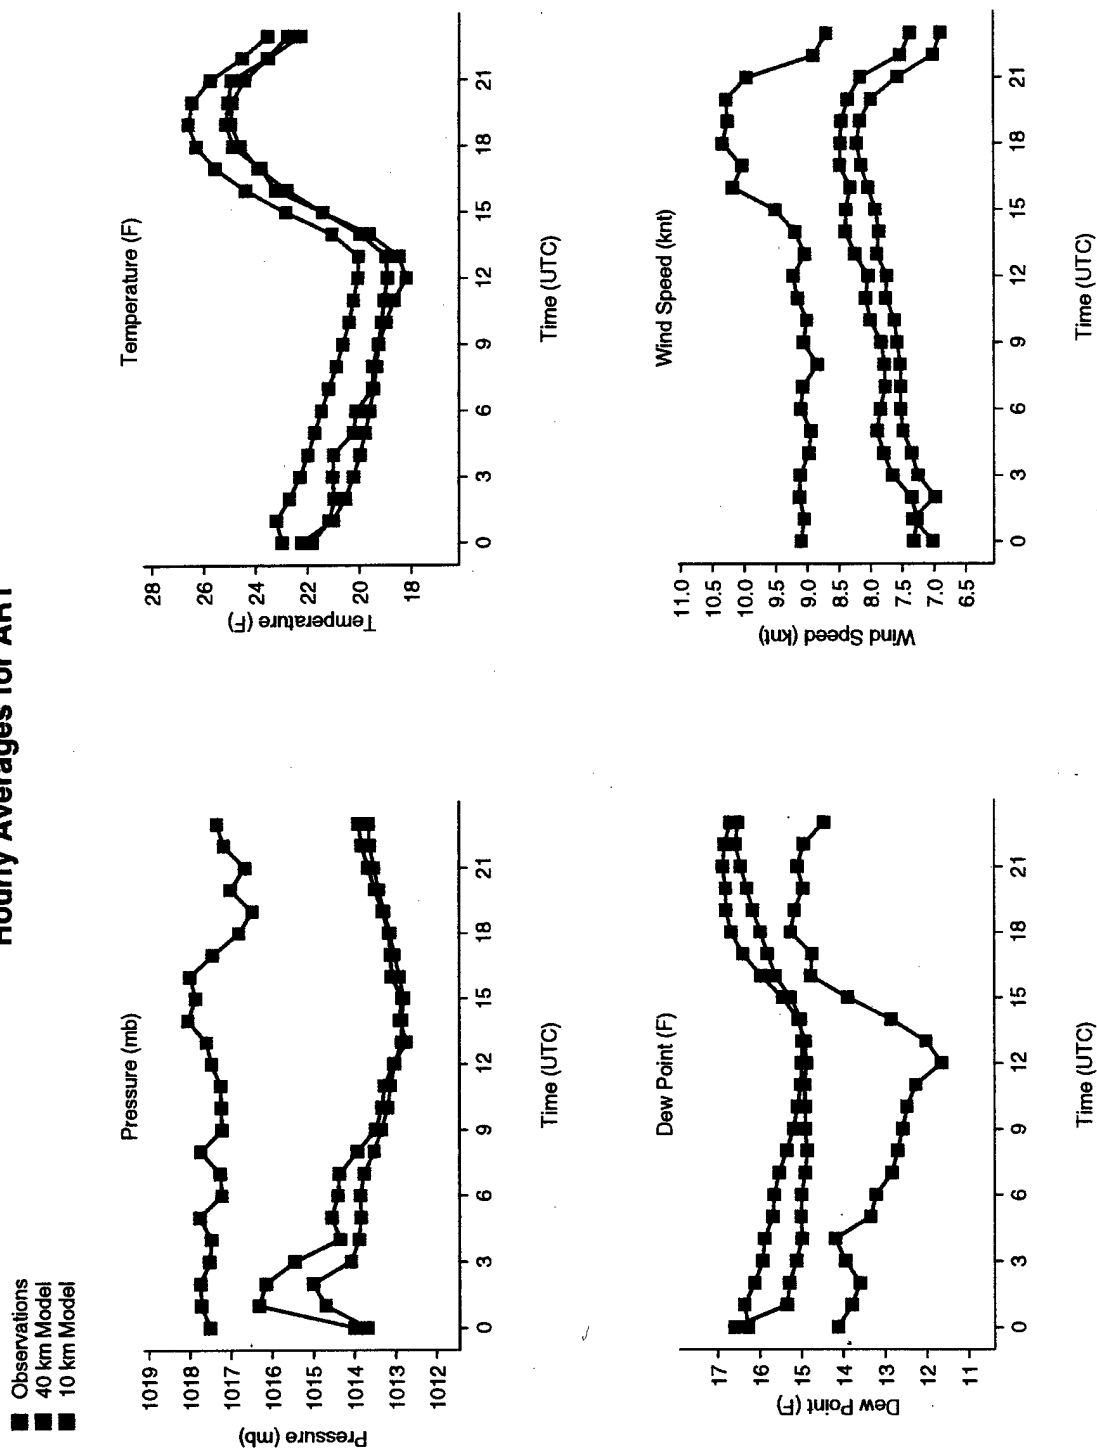 Hourly Averages for ART
Observations
40 km Model
10 km Model
Pressure (mb)
Pressure (mb)
1019
1018
1017
1016
1015
1014
1013
1012
0 3 6 9 12 15 18 21
Time (UTC)
Temperature (F)
Temperature (F)
28
26
24
22
20
18
0 3 6 9 12 15 18 21
Time (UTC)
Dew Point (F)
Dew Point (F)
17
16
15
14
13
12
11
0 3 6 9 12 15 18 21
Time (UTC)
Wind Speed (knt)
Wind Speed (knt)
11.0
10.5
10.0
9.5
9.0
8.5
8.0
7.5
7.0
6.5
0 3 6 9 12 15 18 21
Time (UTC)